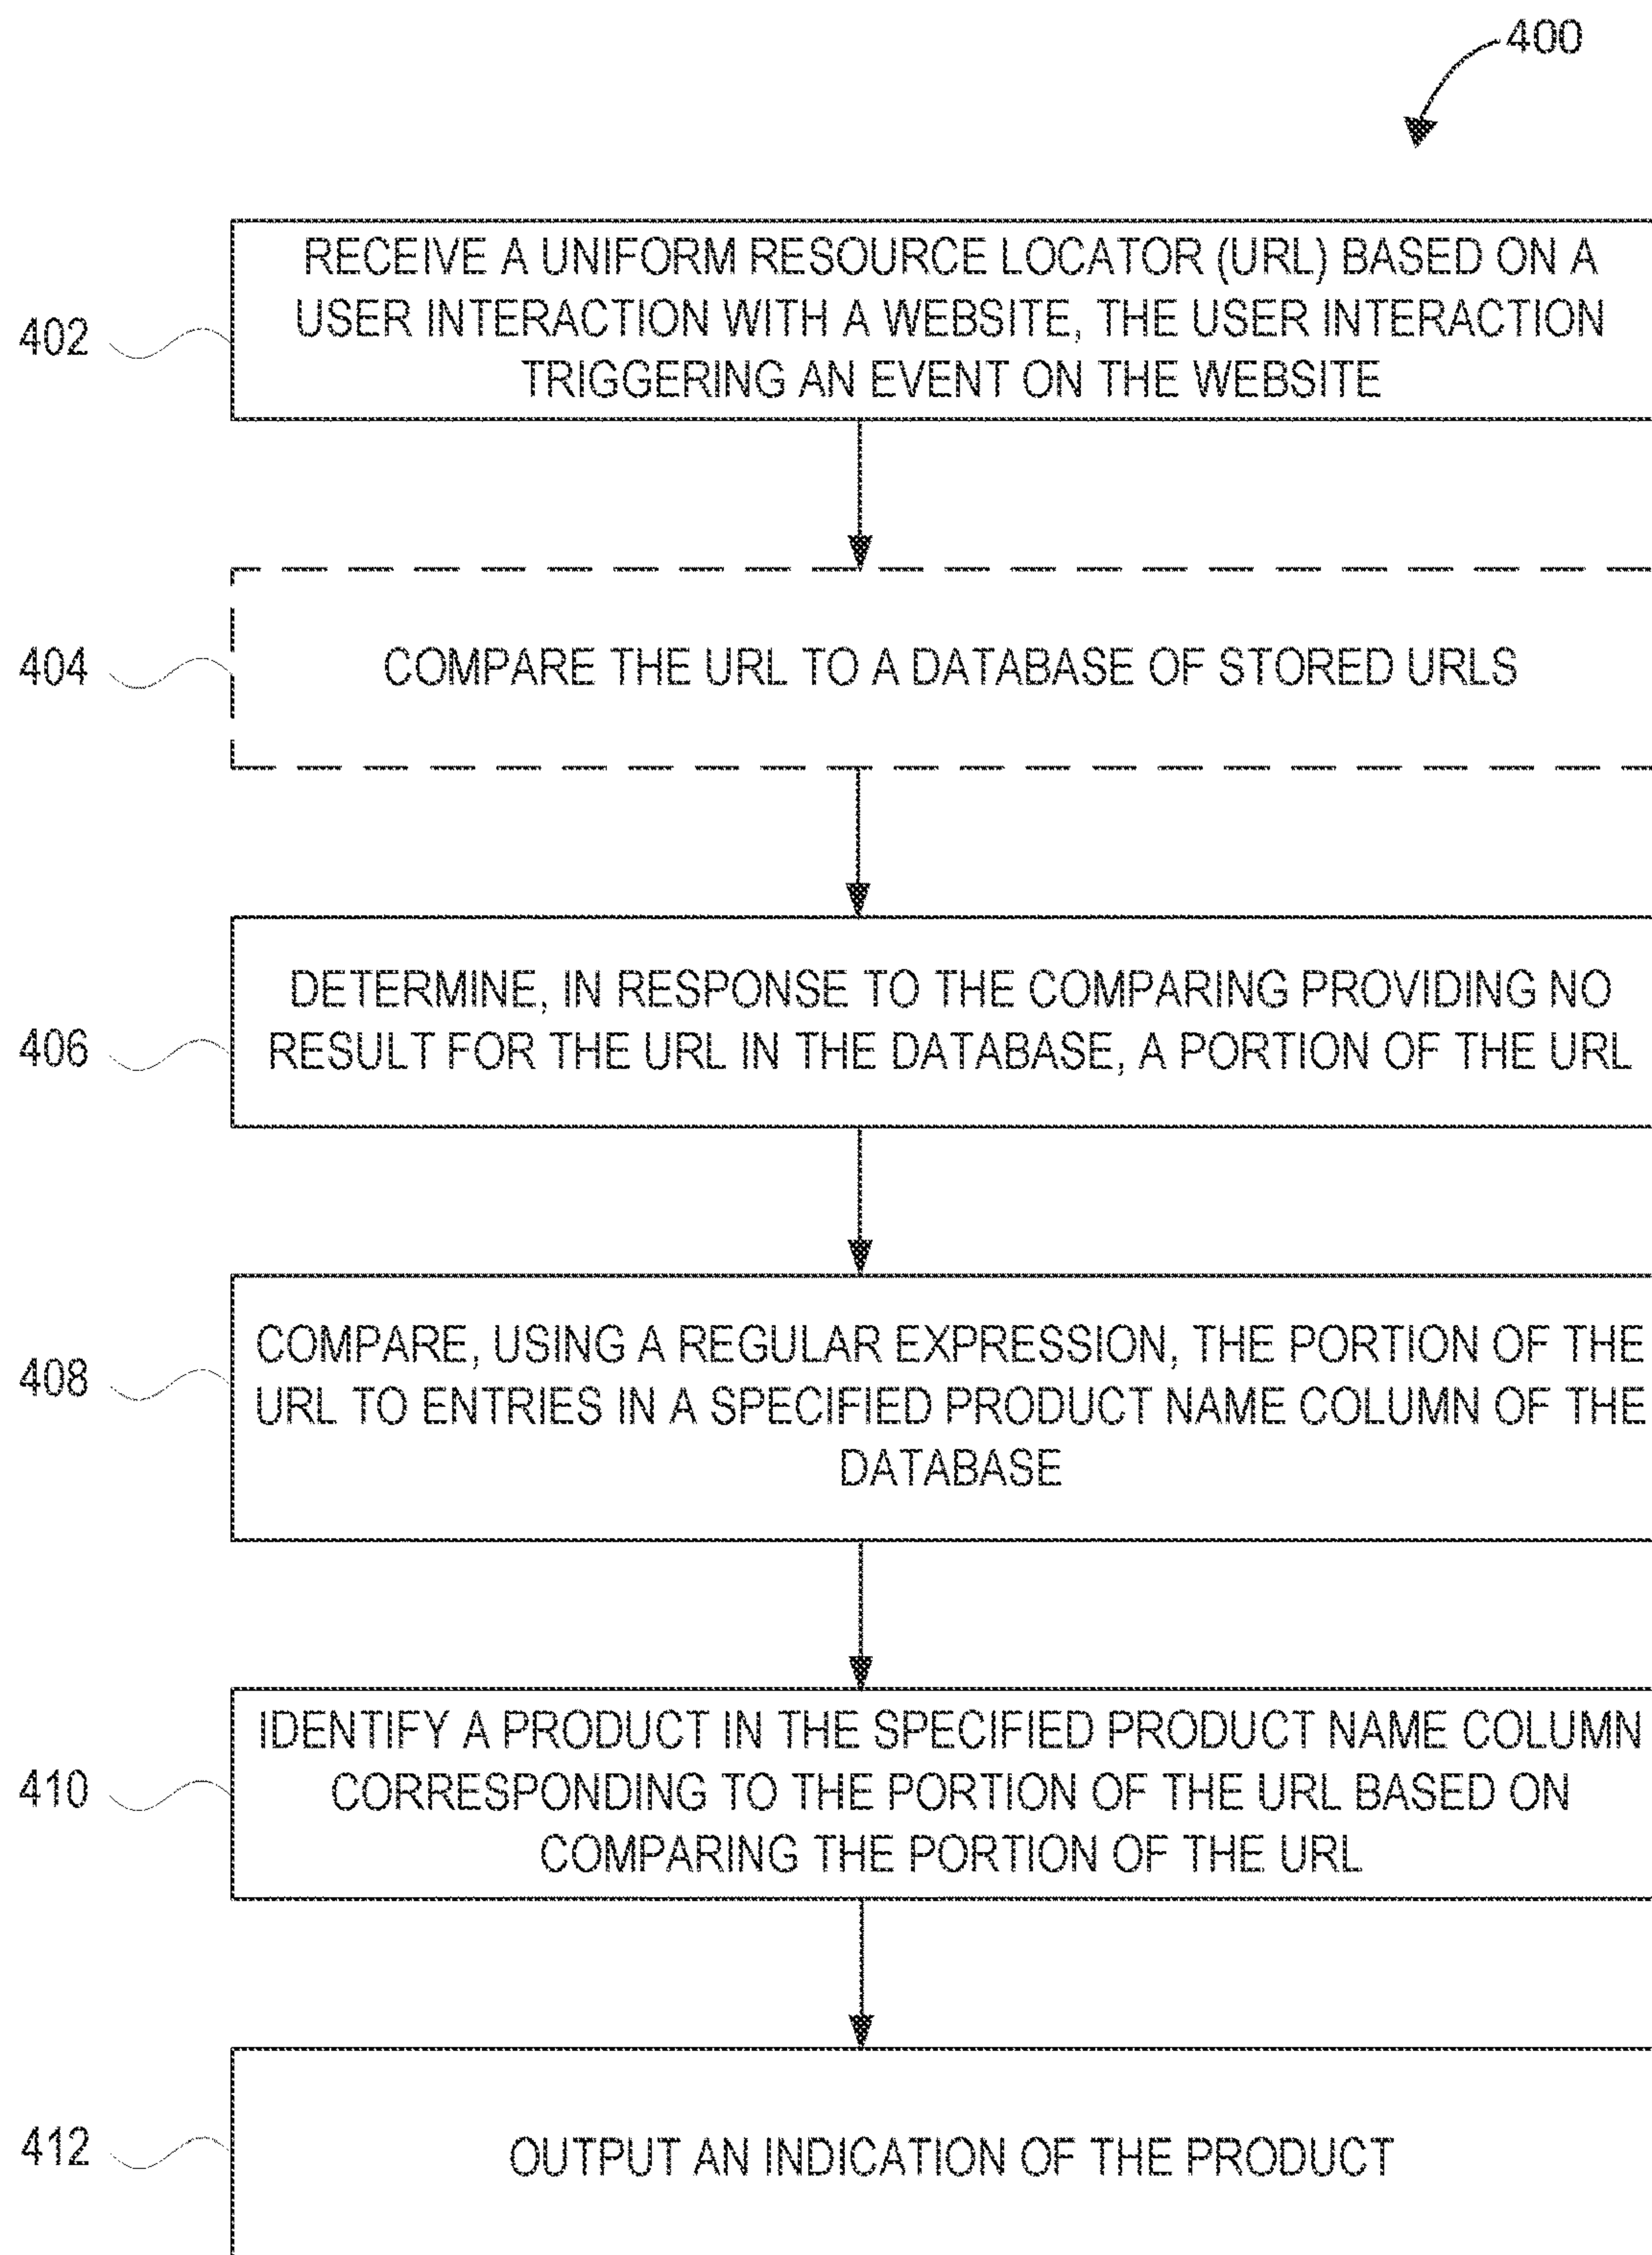 400
402
RECEIVE A UNIFORM RESOURCE LOCATOR (URL) BASED ON A
USER INTERACTION WITH A WEBSITE, THE USER INTERACTION
TRIGGERING AN EVENT ON THE WEBSITE
404
COMPARE THE URL TO A DATABASE OF STORED URLS
406
DETERMINE, IN RESPONSE TO THE COMPARING PROVIDING NO
RESULT FOR THE URL IN THE DATABASE, A PORTION OF THE URL
408
COMPARE, USING A REGULAR EXPRESSION, THE PORTION OF THE
URL TO ENTRIES IN A SPECIFIED PRODUCT NAME COLUMN OF THE
DATABASE
410
IDENTIFY A PRODUCT IN THE SPECIFIED PRODUCT NAME COLUMN
CORRESPONDING TO THE PORTION OF THE URL BASED ON
COMPARING THE PORTION OF THE URL
412
OUTPUT AN INDICATION OF THE PRODUCT